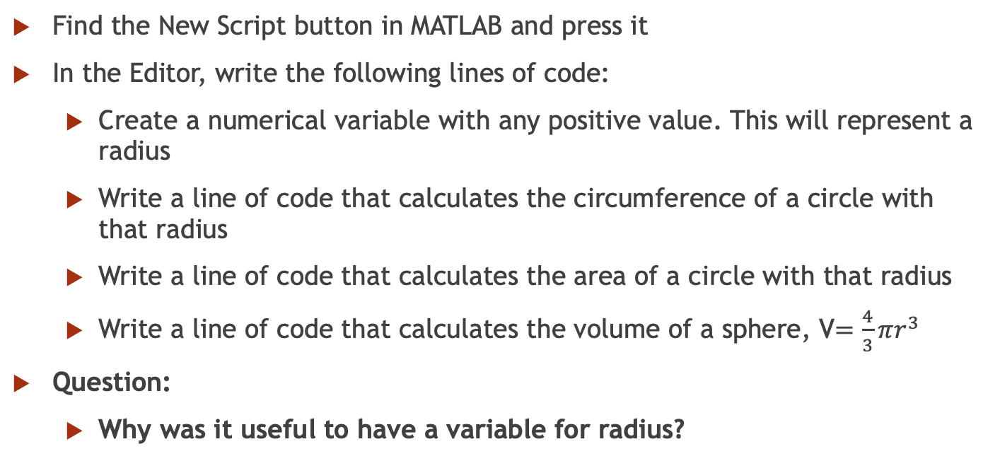 Find the New Script button in MATLAB and press it
In the Editor, write the following lines of code:
Create a numerical variable with any positive value. This will represent a
radius
Write a line of code that calculates the circumference of a circle with
that radius
Write a line of code that calculates the area of a circle with that radius
Write a line of code that calculates the volume of a sphere, V= 4/3 πr³
Question:
Why was it useful to have a variable for radius?